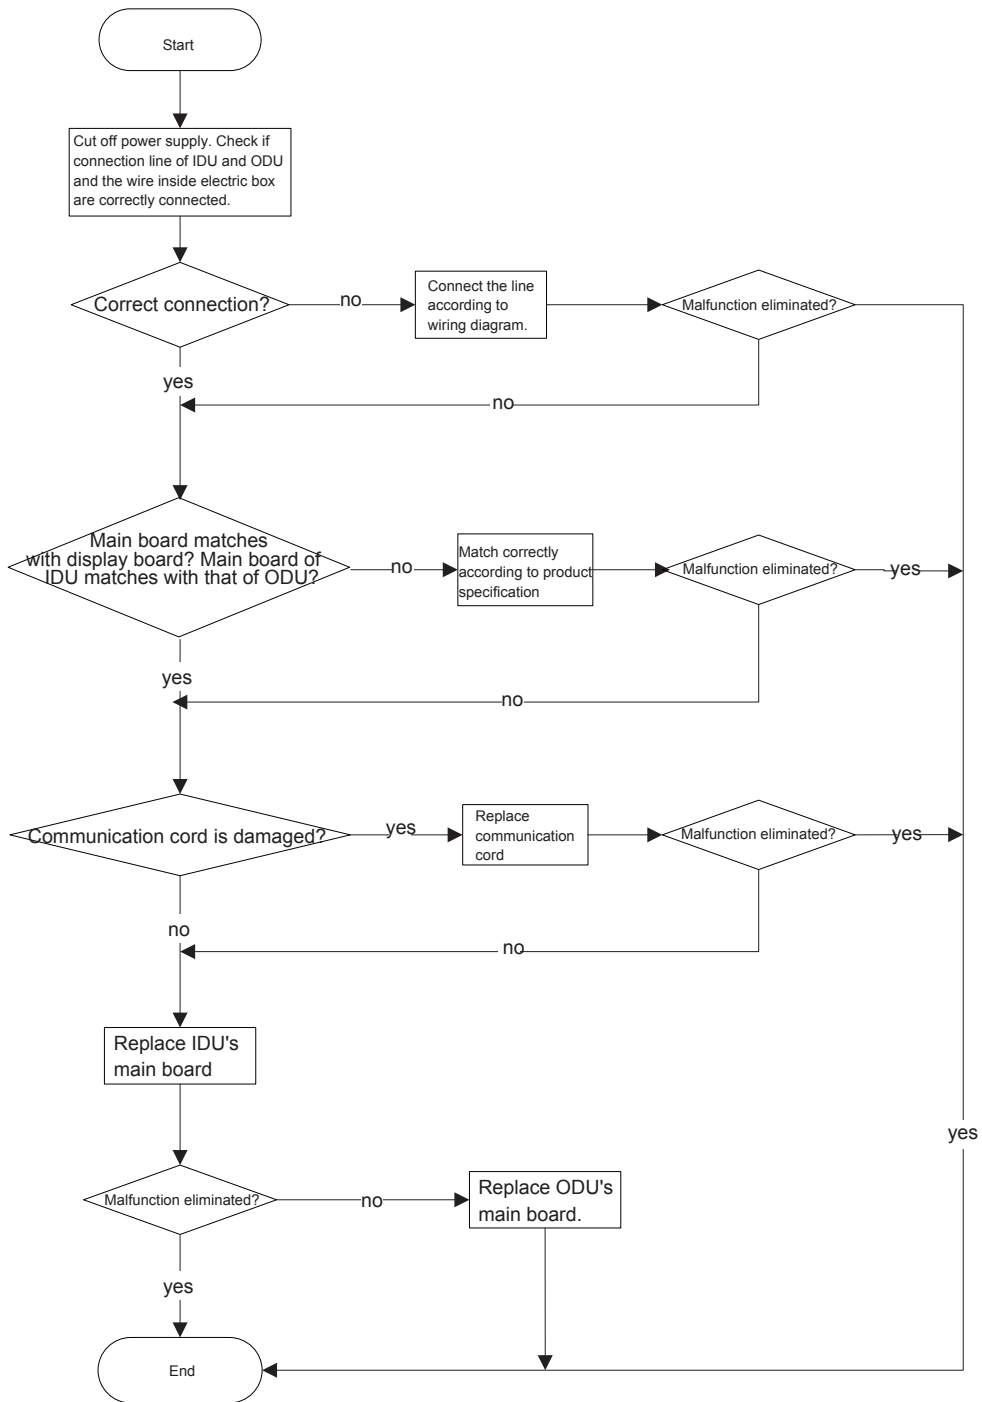 Start
Cut off power supply. Check if
connection line of IDU and ODU
and the wire inside electric box
are correctly connected.
Correct connection?
no
Connect the line
according to
wiring diagram.
Malfunction eliminated?
yes
no
Main board matches
with display board? Main board of
IDU matches with that of ODU?
no
Match correctly
according to product
specification
Malfunction eliminated?
yes
yes
no
Communication cord is damaged?
yes
Replace
communication
cord
Malfunction eliminated?
yes
no
no
Replace IDU's
main board
yes
Malfunction eliminated?
no
Replace ODU's
main board.
yes
End